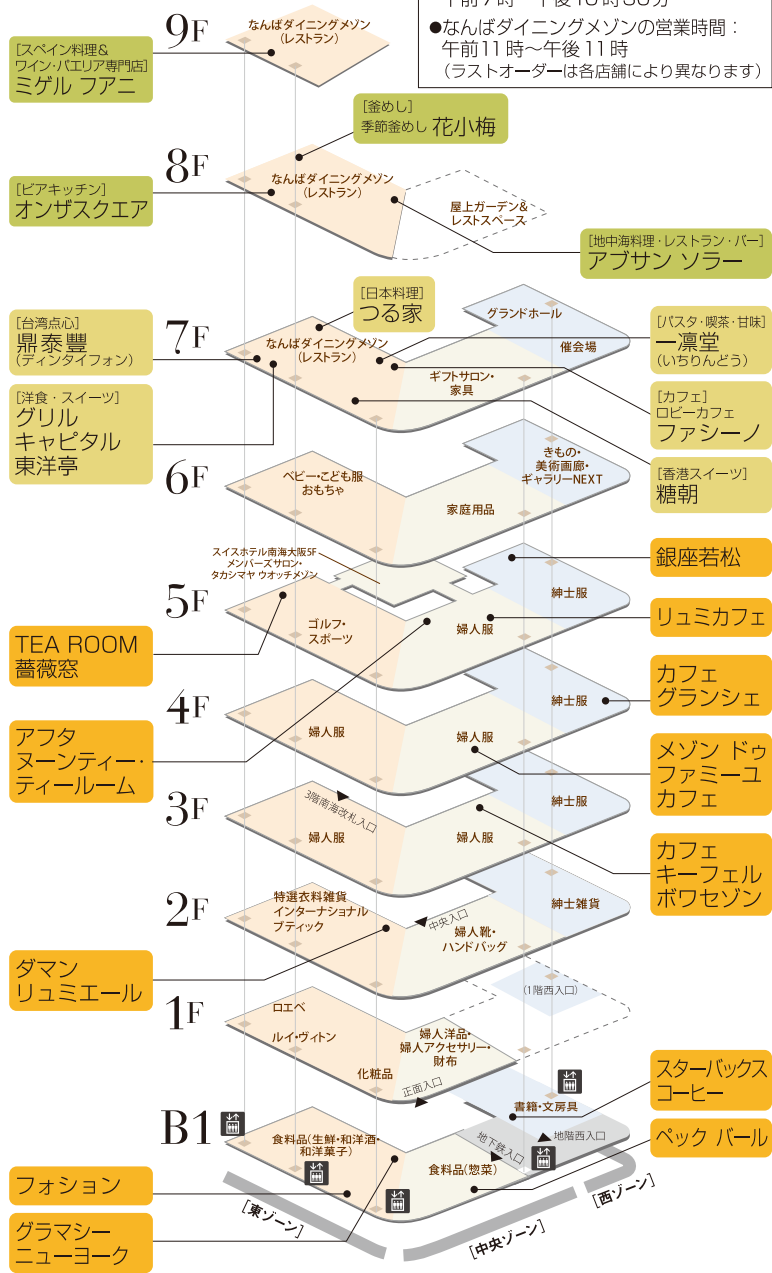 ●なんばダイニングメゾンの営業時間：
午前11時～午後11時
（ラストオーダーは各店舗により異なります）
9F
なんばダイニングメゾン
（レストラン）
［スペイン料理＆
ワイン・パエリア専門店］
ミゲル フアニ
［釜めし］
季節釜めし 花小梅
8F
なんばダイニングメゾン
（レストラン）
屋上ガーデン＆
レストスペース
［ビアキッチン］
オンザスクエア
［地中海料理・レストラン・バー］
アブサン ソラー
7F
［日本料理］
つる家
グランドホール
催会場
なんばダイニングメゾン
（レストラン）
ギフトサロン・
家具
［台湾点心］
鼎泰豐
（ディンタイフォン）
［洋食・スイーツ］
グリル
キャピタル
東洋亭
［パスタ・喫茶・甘味］
一凛堂
（いちりんどう）
［カフェ］
ロビーカフェ
ファシーノ
［香港スイーツ］
糖朝
6F
ベビー・こども服
おもちゃ
家庭用品
きもの・
美術画廊・
ギャラリーNEXT
5F
スイスホテル南海大阪5F
メンバーズサロン・
タカシマヤ ウオッチメゾン
ゴルフ・
スポーツ
婦人服
紳士服
銀座若松
リュミカフェ
TEA ROOM
薔薇窓
4F
婦人服
婦人服
紳士服
カフェ
グランシェ
アフタ
ヌーンティー・
ティールーム
メゾン ドゥ
ファミーユ
カフェ
3F
3階南海改札入口
婦人服
婦人服
紳士服
カフェ
キーフェル
ボワセゾン
2F
特選衣料雑貨
インターナショナル
ブティック
中央入口
婦人靴・
ハンドバッグ
紳士雑貨
ダマン
リュミエール
1F
ロエベ
ルイ・ヴィトン
化粧品
婦人洋品・
婦人アクセサリー・
財布
（1階西入口）
正面入口
B1
食料品（生鮮・和洋酒・
和洋菓子）
食料品（惣菜）
書籍・文房具
地下鉄入口
地階西入口
スターバックス
コーヒー
ペック バール
フォション
グラマシー
ニューヨーク
［東ゾーン］
［中央ゾーン］
［西ゾーン］